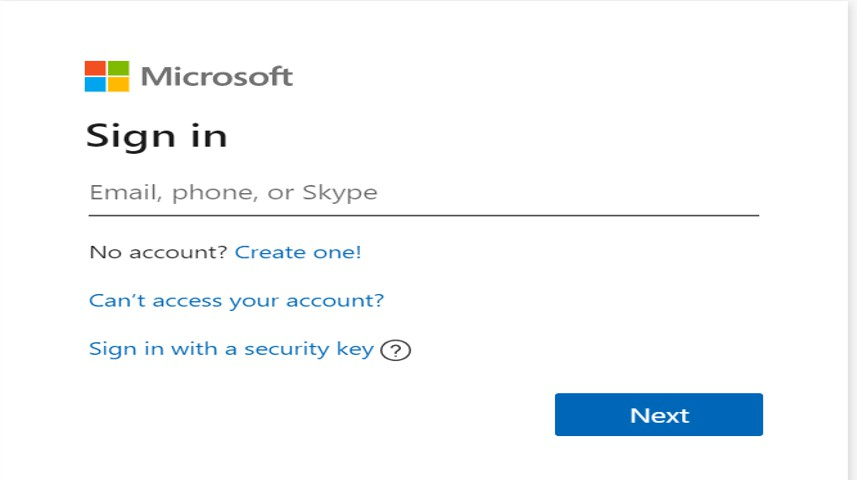 Microsoft
Sign in
Email, phone, or Skype
No account? Create one!
Can't access your account?
Sign in with a security key ?
Next